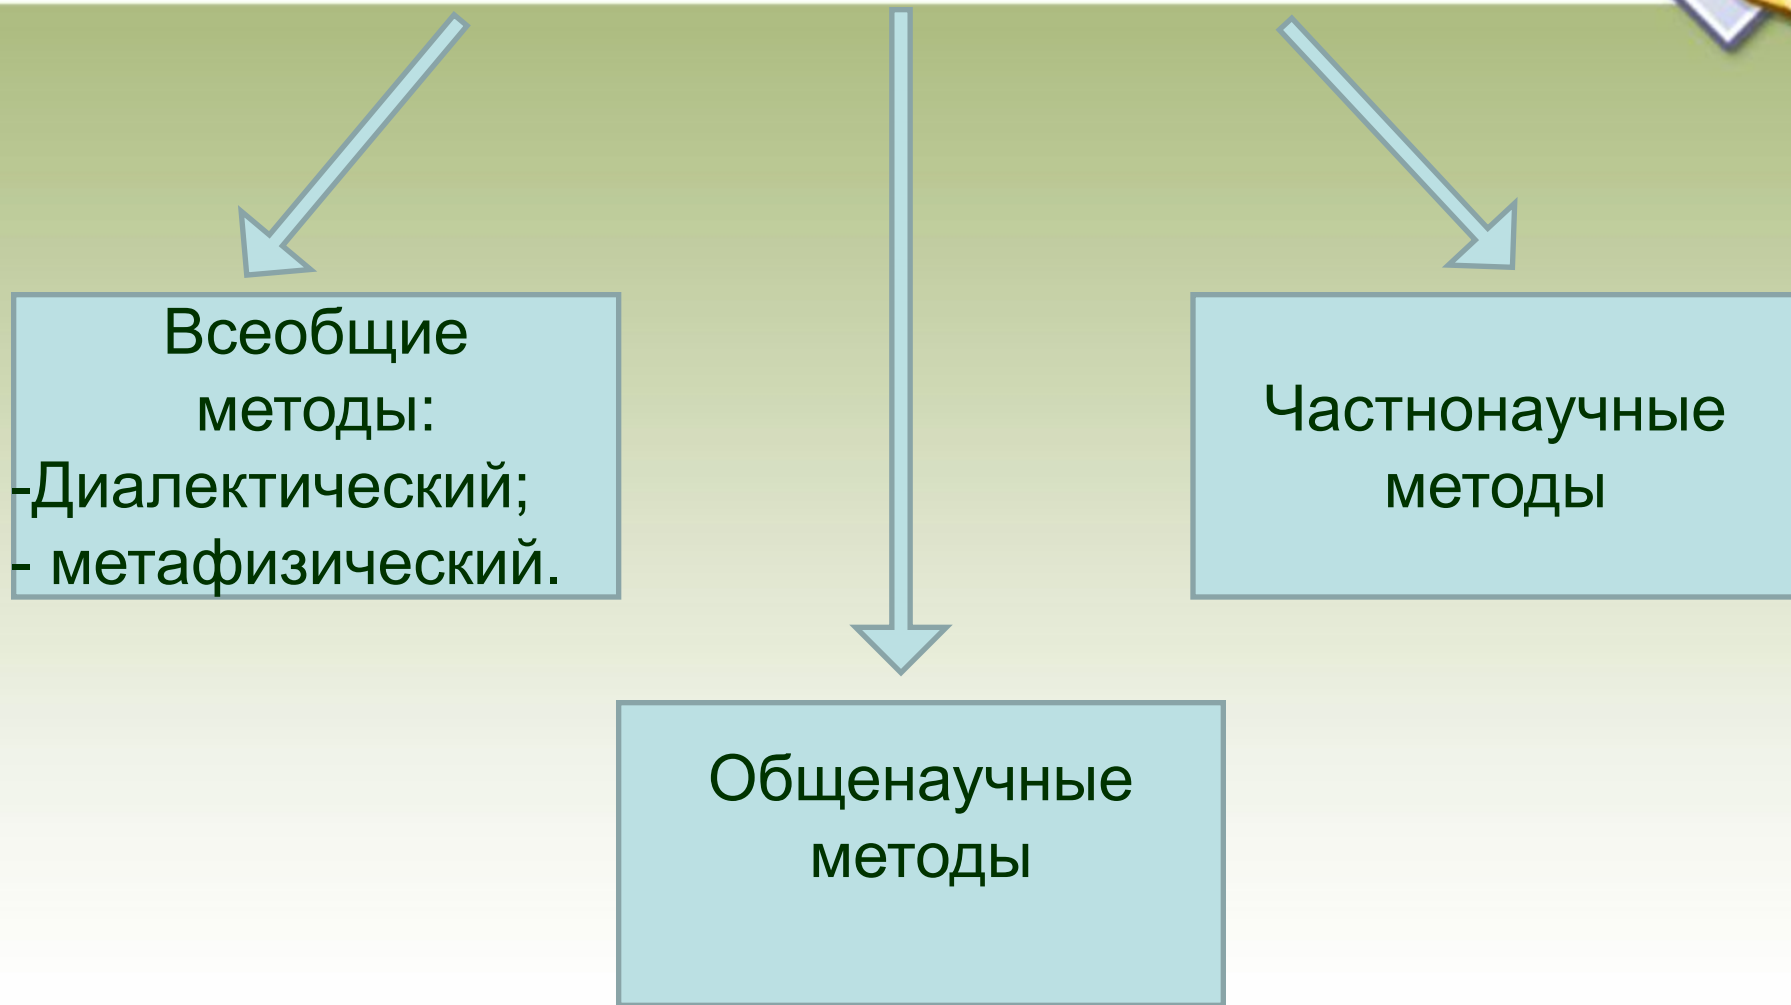 Всеобщие
методы:
-Диалектический;
- метафизический.
Частнонаучные
методы
Общенаучные
методы